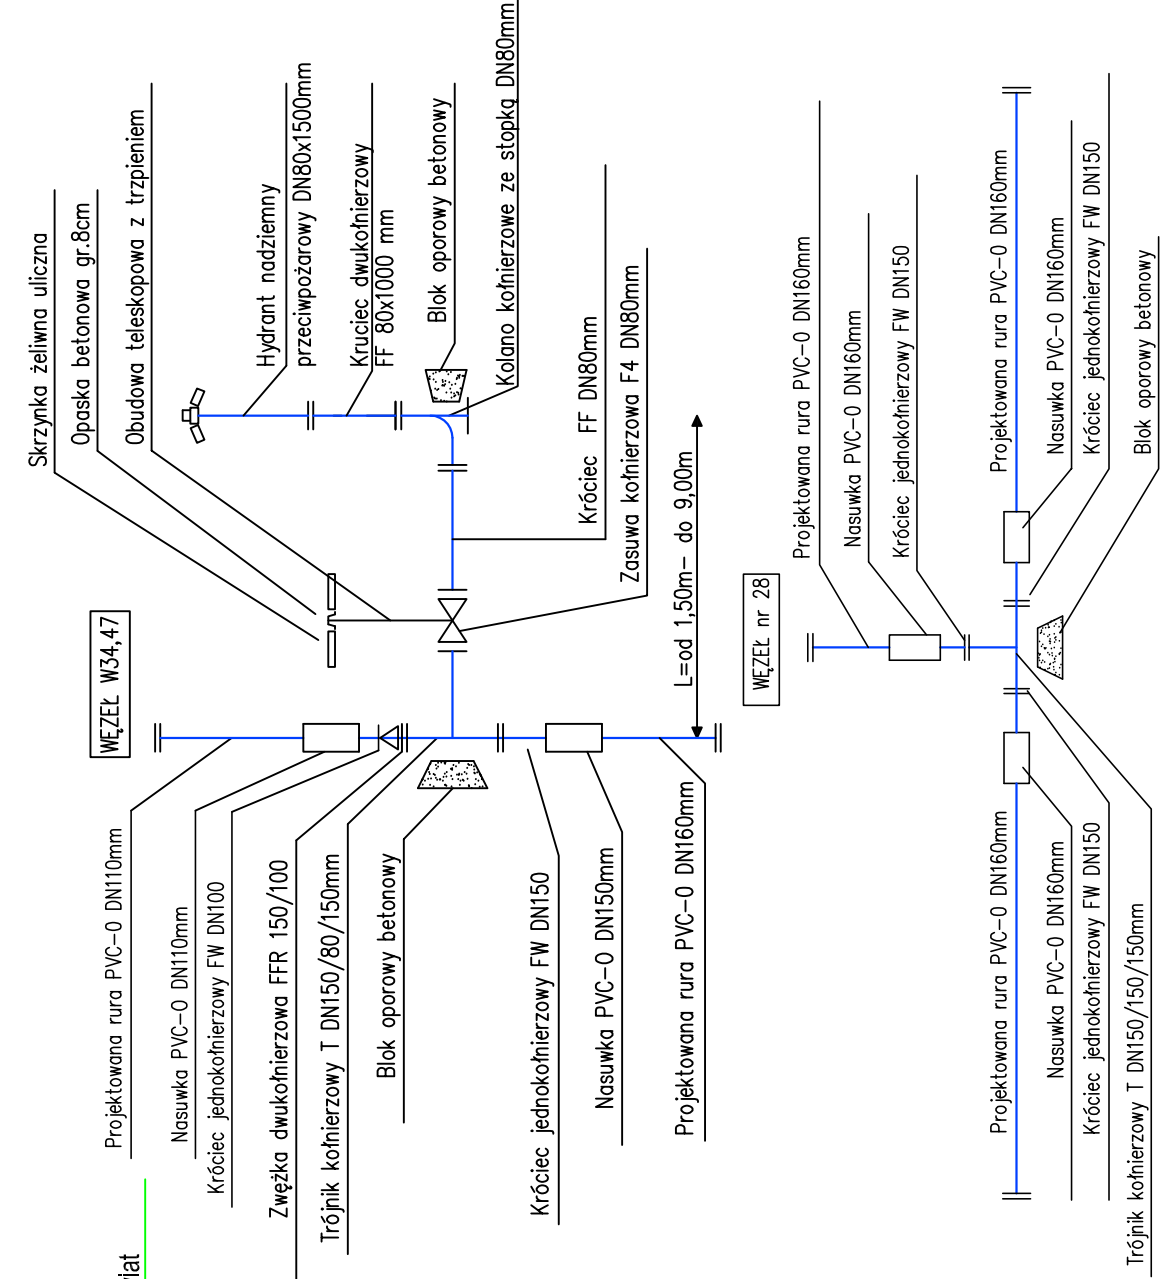 WĘZEŁ W34,47
Skrzynka żeliwna uliczna
Opaska betonowa gr.8cm
Obudowa teleskopowa z trzpieniem
Hydrant nadziemny
przeciwpożarowy DN80x1500mm
Kruciec dwukołnierzowy
FF 80x1000 mm
Blok oporowy betonowy
Kolano kołnierzowe ze stopką DN80mm
Króciec FF DN80mm
Zasuwa kołnierzowa F4 DN80mm
L=od 1,50m- do 9,00m
Projektowana rura PVC-O DN110mm
Nasuwka PVC-O DN110mm
Króciec jednokołnierzowy FW DN100
Zwężka dwukołnierzowa FFR 150/100
Trójnik kołnierzowy T DN150/80/150mm
Blok oporowy betonowy
Króciec jednokołnierzowy FW DN150
Nasuwka PVC-O DN150mm
Projektowana rura PVC-O DN160mm
WĘZEŁ nr 28
Projektowana rura PVC-O DN160mm
Nasuwka PVC-O DN160mm
Króciec jednokołnierzowy FW DN150
Projektowana rura PVC-O DN160mm
Nasuwka PVC-O DN160mm
Króciec jednokołnierzowy FW DN150
Blok oporowy betonowy
Projektowana rura PVC-O DN160mm
Nasuwka PVC-O DN160mm
Króciec jednokołnierzowy FW DN150
Trójnik kołnierzowy T DN150/150/150mm